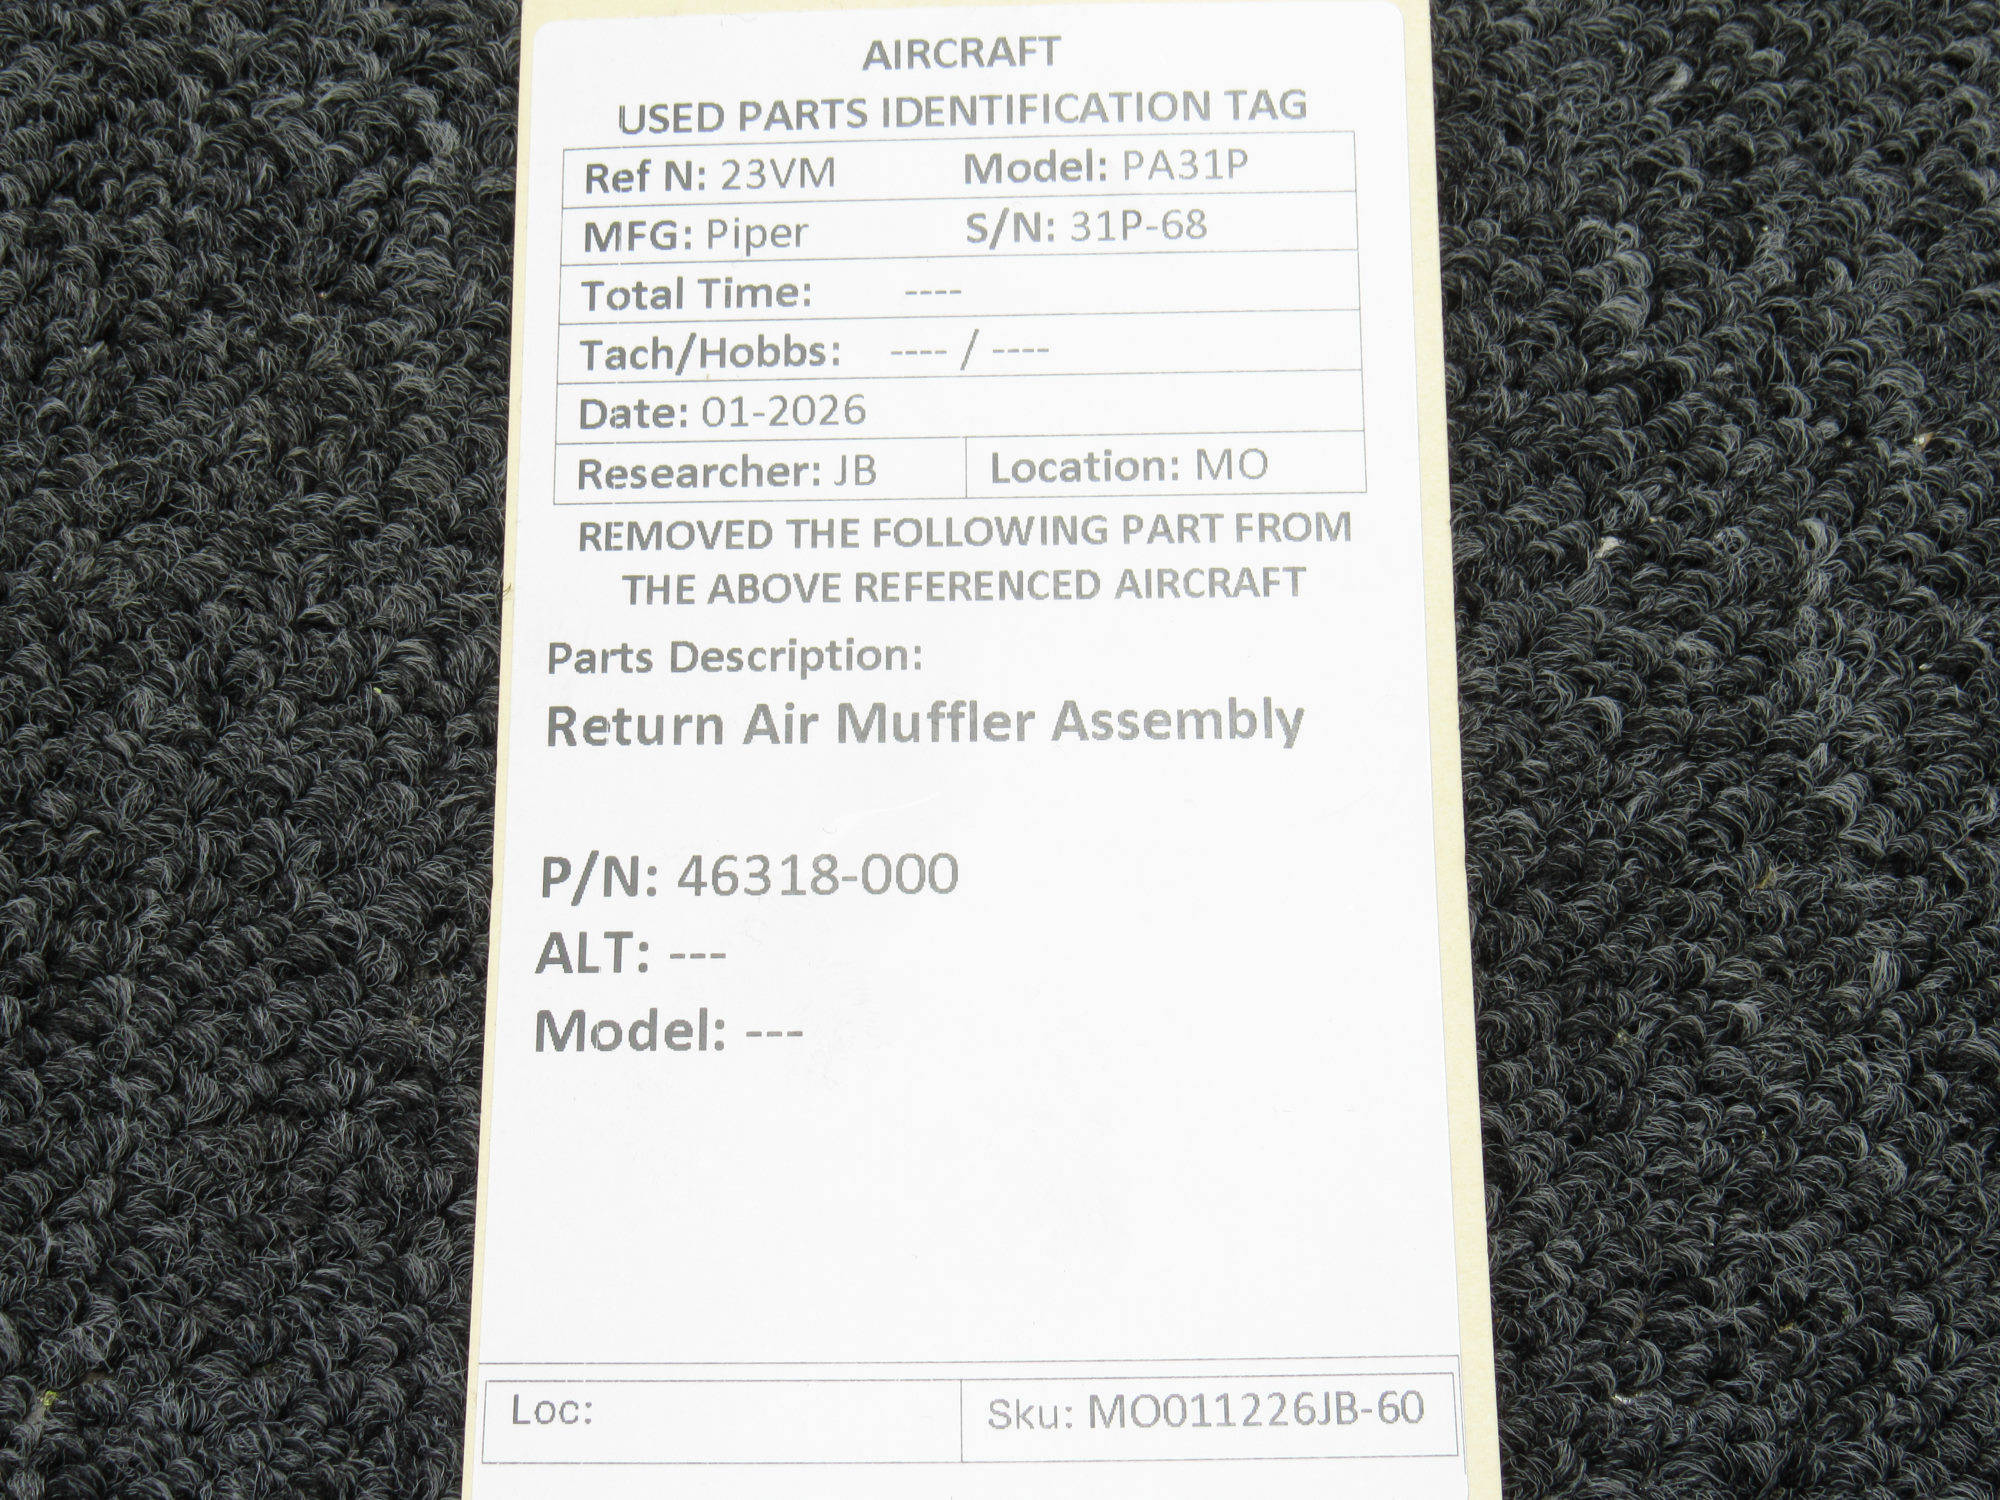 AIRCRAFT
USED PARTS IDENTIFICATION TAG
Ref N: 23VM Model: PA31P
MFG: Piper S/N: 31P-68
Total Time: ----
Tach/Hobbs: ---- / ----
Date: 01-2026
Researcher: JB Location: MO
REMOVED THE FOLLOWING PART FROM
THE ABOVE REFERENCED AIRCRAFT
Parts Description:
Return Air Muffler Assembly
P/N: 46318-000
ALT: ---
Model: ---
Loc: Sku: MO011226JB-60